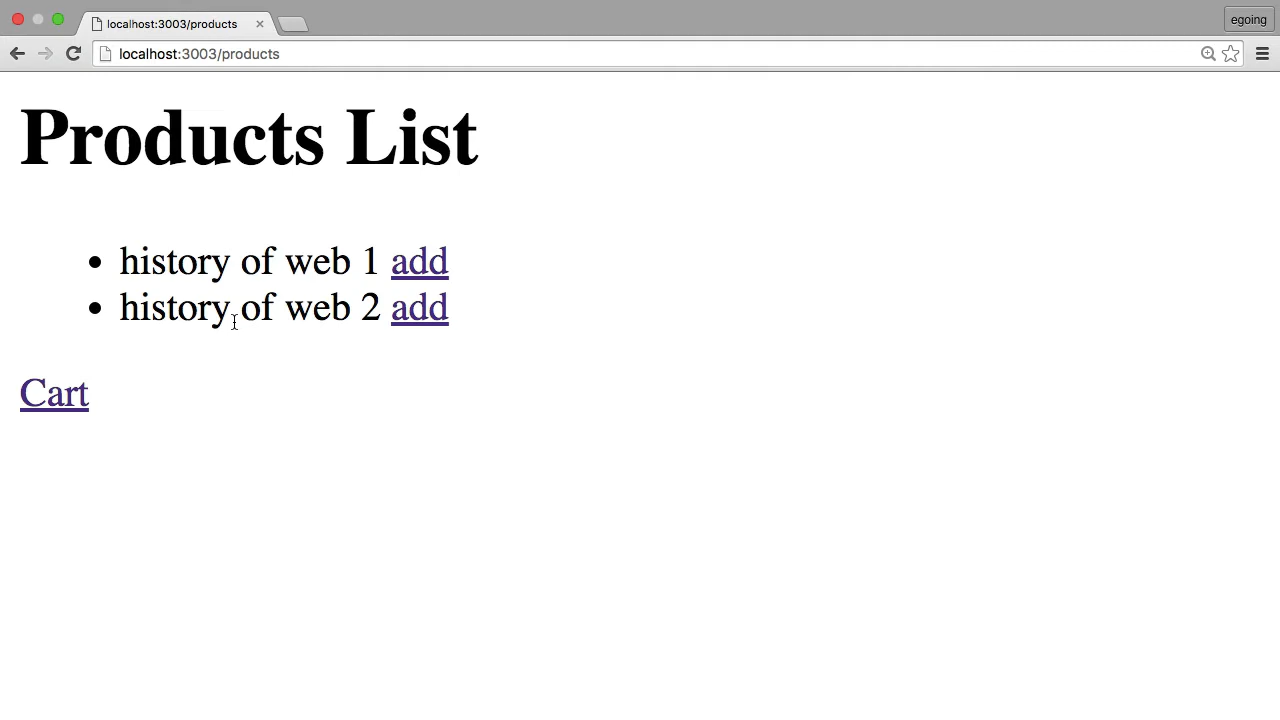 localhost:3003/products
egoing
localhost:3003/products
Products List
history of web 1 add
history of web 2 add
Cart